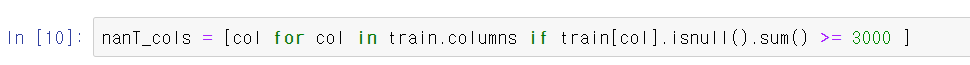 In [10]: nanT_cols = [col for col in train.columns if train[col].isnull().sum() >= 3000 ]